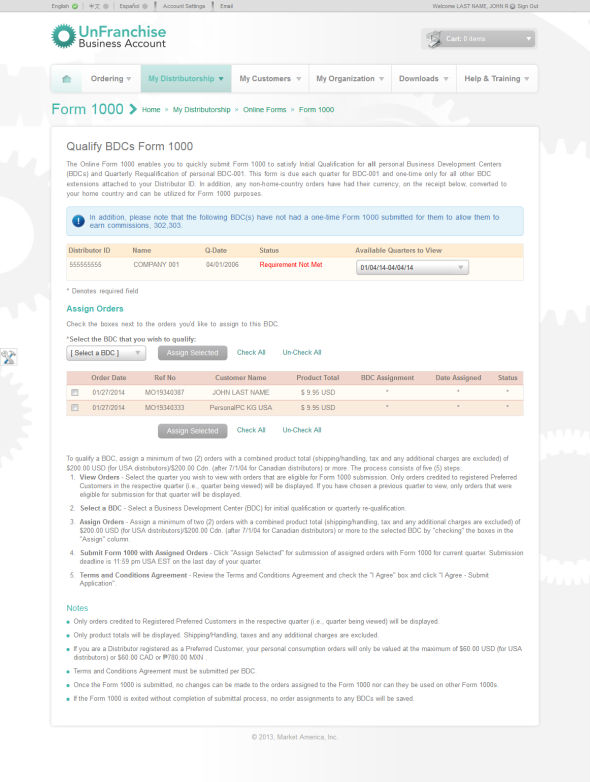 English | 中文 | Español | Account Settings | Email Welcome LAST NAME, JOHN R Sign Out
UnFranchise
Business Account
Cart: 0 items
Ordering My Distributorship My Customers My Organization Downloads Help & Training
Form 1000 Home » My Distributorship » Online Forms » Form 1000
Qualify BDCs Form 1000
The Online Form 1000 enables you to quickly submit Form 1000 to satisfy Initial Qualification for all personal Business Development Centers
(BDCs) and Quarterly Requalification of personal BDC-001. This form is due each quarter for BDC-001 and one-time only for all other BDC
extensions attached to your Distributor ID. In addition, any non-home-country orders have had their currency, on the receipt below, converted to
your home country and can be utilized for Form 1000 purposes.
In addition, please note that the following BDC(s) have not had a one-time Form 1000 submitted for them to allow them to
earn commissions, 302,303.
Distributor ID Name Q-Date Status Available Quarters to View
555555555 COMPANY 001 04/01/2006 Requirement Not Met 01/04/14-04/04/14
* Denotes required field
Assign Orders
Check the boxes next to the orders you'd like to assign to this BDC.
*Select the BDC that you wish to qualify:
[ Select a BDC ] Assign Selected Check All Un-Check All
Order Date Ref No Customer Name Product Total BDC Assignment Date Assigned Status
01/27/2014 MO19340387 JOHN LAST NAME $ 9.95 USD * * *
01/27/2014 MO19340333 PersonalPC KG USA $ 9.95 USD * * *
Assign Selected Check All Un-Check All
To qualify a BDC, assign a minimum of two (2) orders with a combined product total (shipping/handling, tax and any additional charges are excluded) of
$200.00 USD (for USA distributors)/$200.00 Cdn. (after 7/1/04 for Canadian distributors) or more. The process consists of five (5) steps:
1. View Orders - Select the quarter you wish to view with orders that are eligible for Form 1000 submission. Only orders credited to registered Preferred
Customers in the respective quarter (i.e., quarter being viewed) will be displayed. If you have chosen a previous quarter to view, only orders that were
eligible for submission for that quarter will be displayed.
2. Select a BDC - Select a Business Development Center (BDC) for initial qualification or quarterly re-qualification.
3. Assign Orders - Assign a minimum of two (2) orders with a combined product total (shipping/handling, tax and any additional charges are excluded) of
$200.00 USD (for USA distributors)/$200.00 Cdn. (after 7/1/04 for Canadian distributors) or more to the selected BDC by "checking" the boxes in the
"Assign" column.
4. Submit Form 1000 with Assigned Orders - Click "Assign Selected" for submission of assigned orders with Form 1000 for current quarter. Submission
deadline is 11:59 pm USA EST on the last day of your quarter.
5. Terms and Conditions Agreement - Review the Terms and Conditions Agreement and check the "I Agree" box and click "I Agree - Submit
Application".
Notes
Only orders credited to Registered Preferred Customers in the respective quarter (i.e., quarter being viewed) will be displayed.
Only product totals will be displayed. Shipping/Handling, taxes and any additional charges are excluded.
If you are a Distributor registered as a Preferred Customer, your personal consumption orders will only be valued at the maximum of $60.00 USD (for USA
distributors) or $60.00 CAD or ₱780.00 MXN .
Terms and Conditions Agreement must be submitted per BDC.
Once the Form 1000 is submitted, no changes can be made to the orders assigned to the Form 1000 nor can they be used on other Form 1000s.
If the Form 1000 is exited without completion of submittal process, no order assignments to any BDCs will be saved.
© 2013, Market America, Inc.